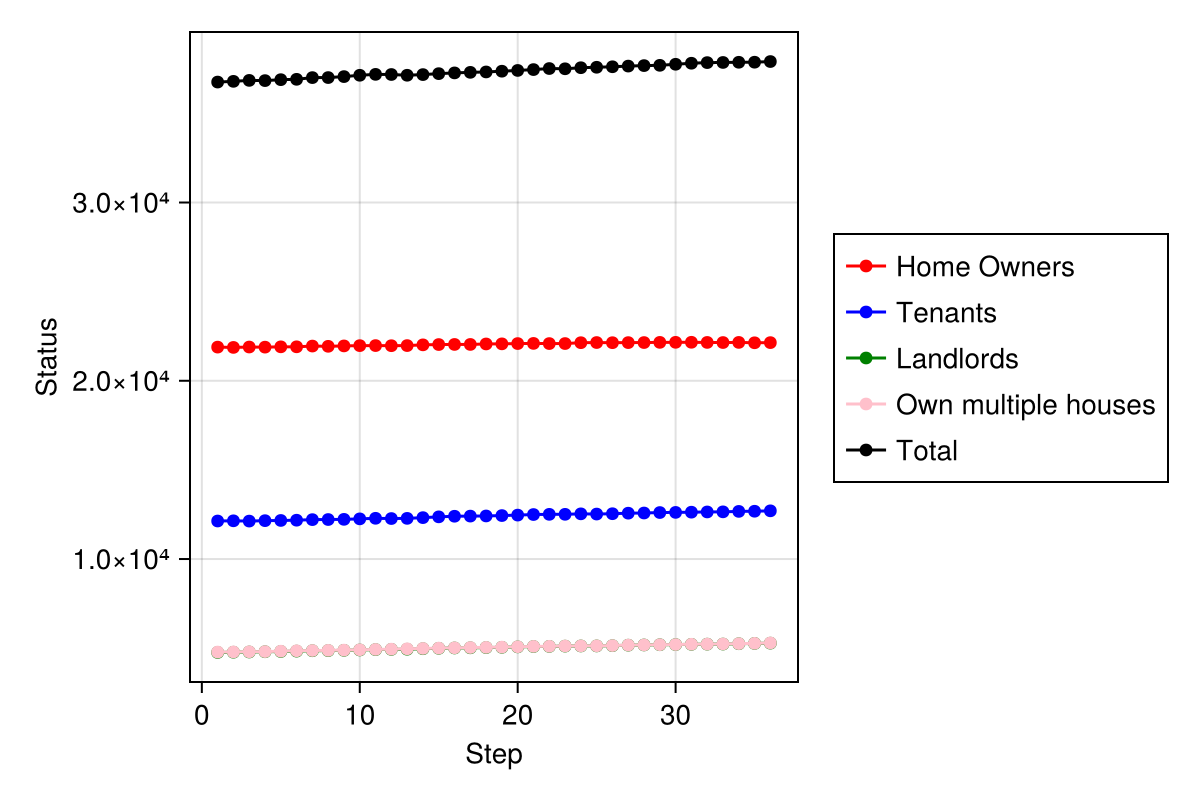 3.0×10⁴
2.0×10⁴
1.0×10⁴
Status
0 10 20 30
Step
Home Owners
Tenants
Landlords
Own multiple houses
Total